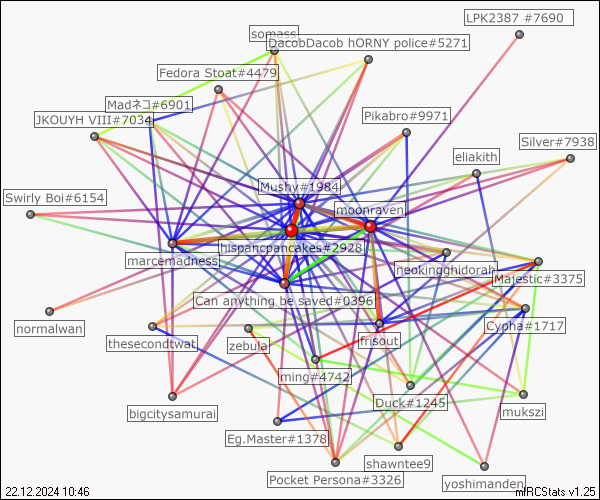 LPK2387 #7690
somass
DacobDacob hORNY police#5271
Fedora Stoat#4479
Madネコ#6901
JKOUYH VIII#7034
Pikabro#9971
Silver#7938
eliakith
Mushy#1984
Swirly Boi#6154
moonraven
hispancpancakes#2928
marcemadness
neokingghidorah
Majestic#3375
Can anything be saved#0396
normalwan
thesecondtwat
zebula
frisout
Cypha#1717
ming#4742
Duck#1245
mukszi
bigcitysamurai
Eg.Master#1378
shawntee9
Pocket Persona#3326
yoshimanden
22.12.2024 10:46
mIRCStats v1.25